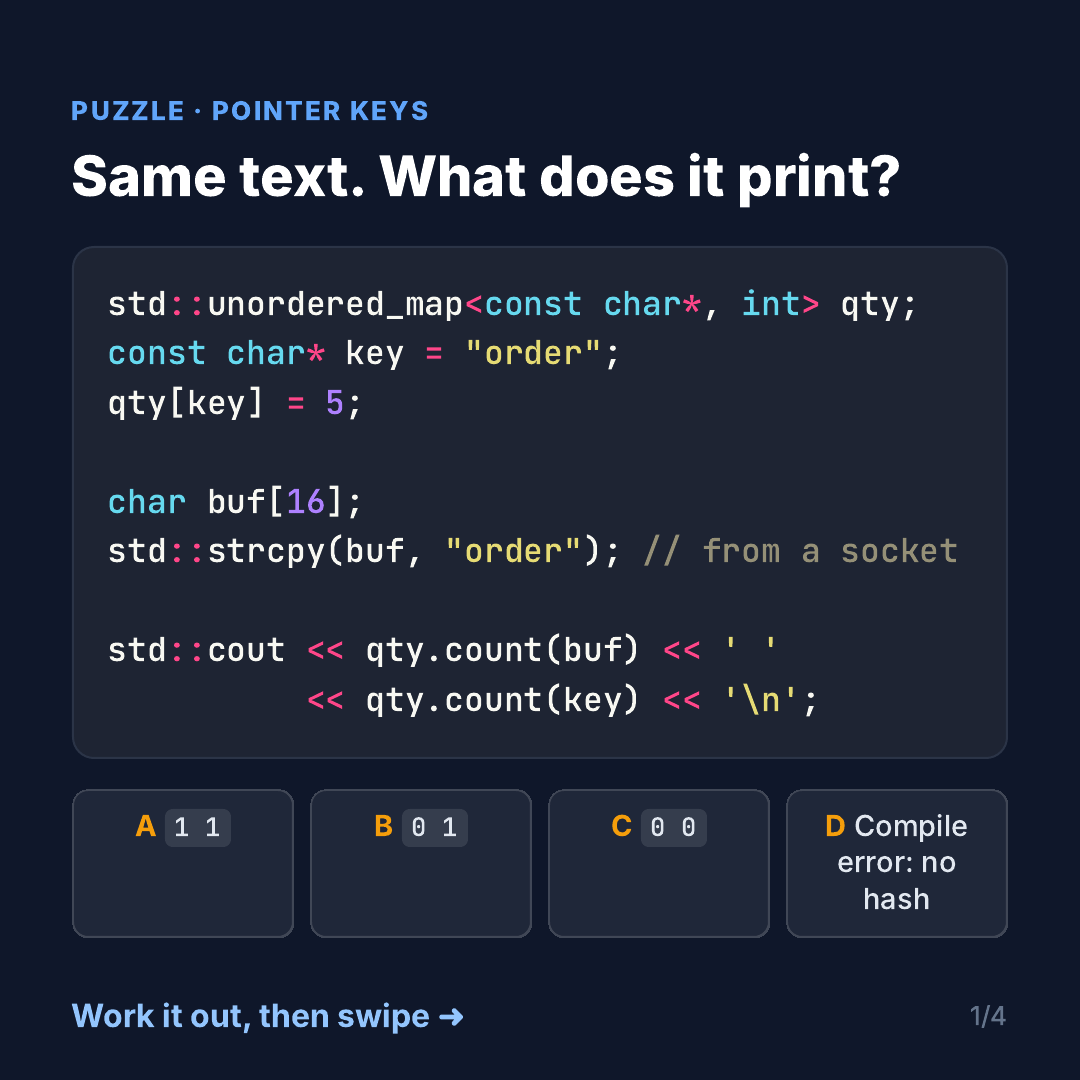 PUZZLE · POINTER KEYS
Same text. What does it print?
std::unordered_map<const char*, int> qty;
const char* key = "order";
qty[key] = 5;
char buf[16];
std::strcpy(buf, "order"); // from a socket
std::cout << qty.count(buf) << ' '
          << qty.count(key) << '\n';
A 1 1
B 0 1
C 0 0
D Compile
error: no
hash
Work it out, then swipe ➜
1/4